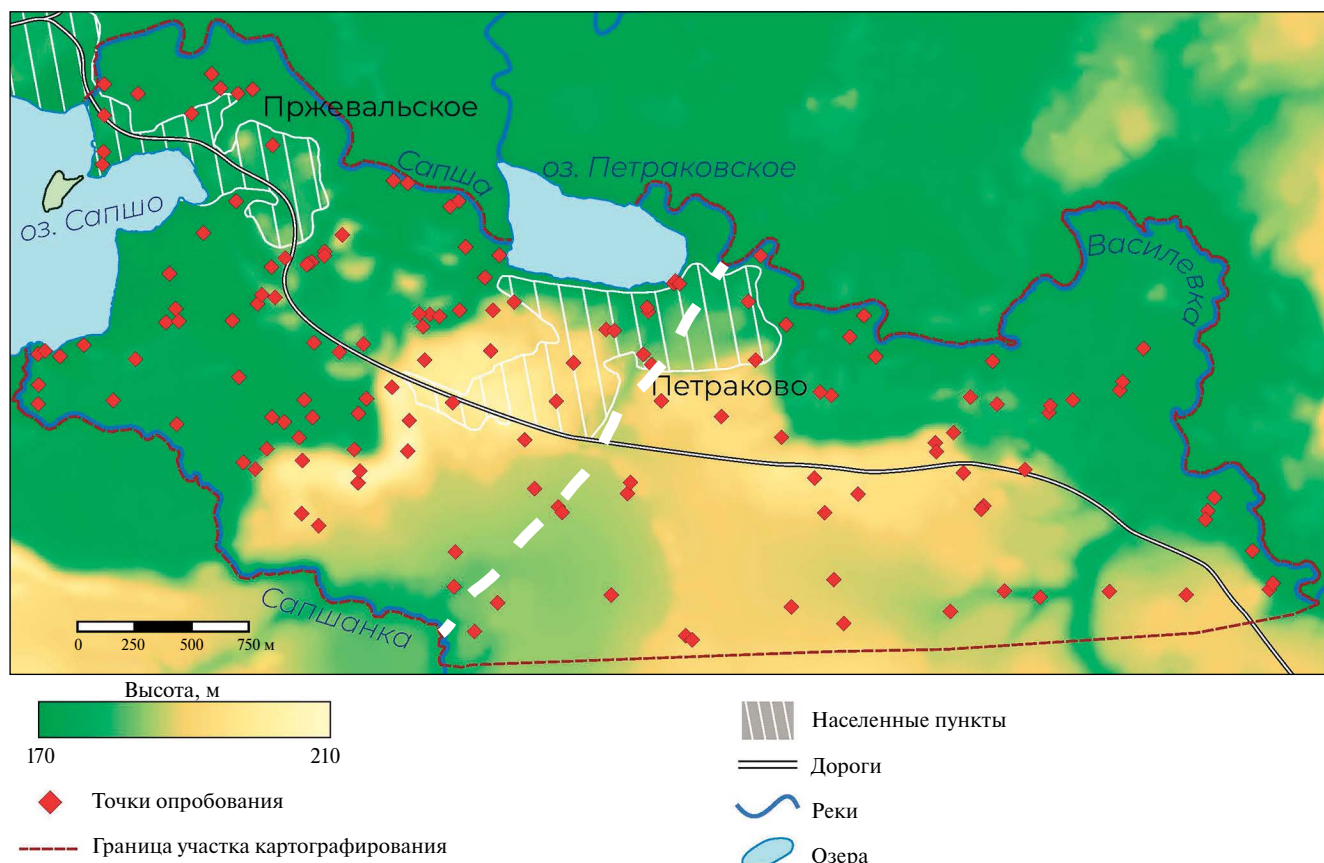 Пржевальское
Сапша
оз. Петраковское
оз. Сапшо
Василевка
Петраково
Сапшанка
0 250 500 750 м
Высота, м
170 210
Точки опробования
Граница участка картографирования
Населенные пункты
Дороги
Реки
Озера